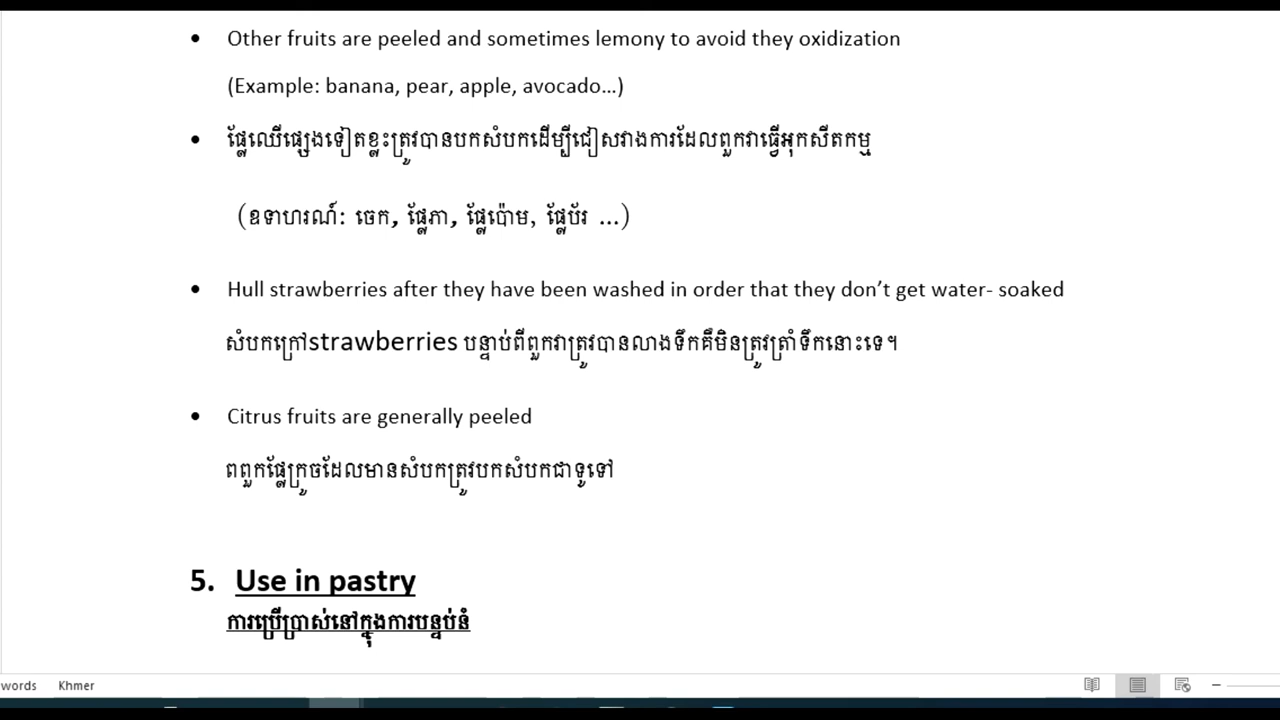 • Other fruits are peeled and sometimes lemony to avoid they oxidization
(Example: banana, pear, apple, avocado...)
• ផ្លែឈើផ្សេងទៀតខ្លះត្រូវបានបកសំបកដើម្បីជៀសវាងការដែលពួកវាធ្វើអុកស៊ីតកម្ម
(ឧទាហរណ៍: ចេក, ផ្លែភា, ផ្លែប៉ោម, ផ្លែប័រ ...)
• Hull strawberries after they have been washed in order that they don’t get water- soaked
សំបកក្រៅstrawberries បន្ទាប់ពីពួកវាត្រូវបានលាងទឹកគឺមិនត្រូវត្រាំទឹកនោះទេ។
• Citrus fruits are generally peeled
ពពួកផ្លែក្រូចដែលមានសំបកត្រូវបកសំបកជាទូទៅ
5. Use in pastry
ការប្រើប្រាស់នៅក្នុងការបន្ទប់នំ
words Khmer